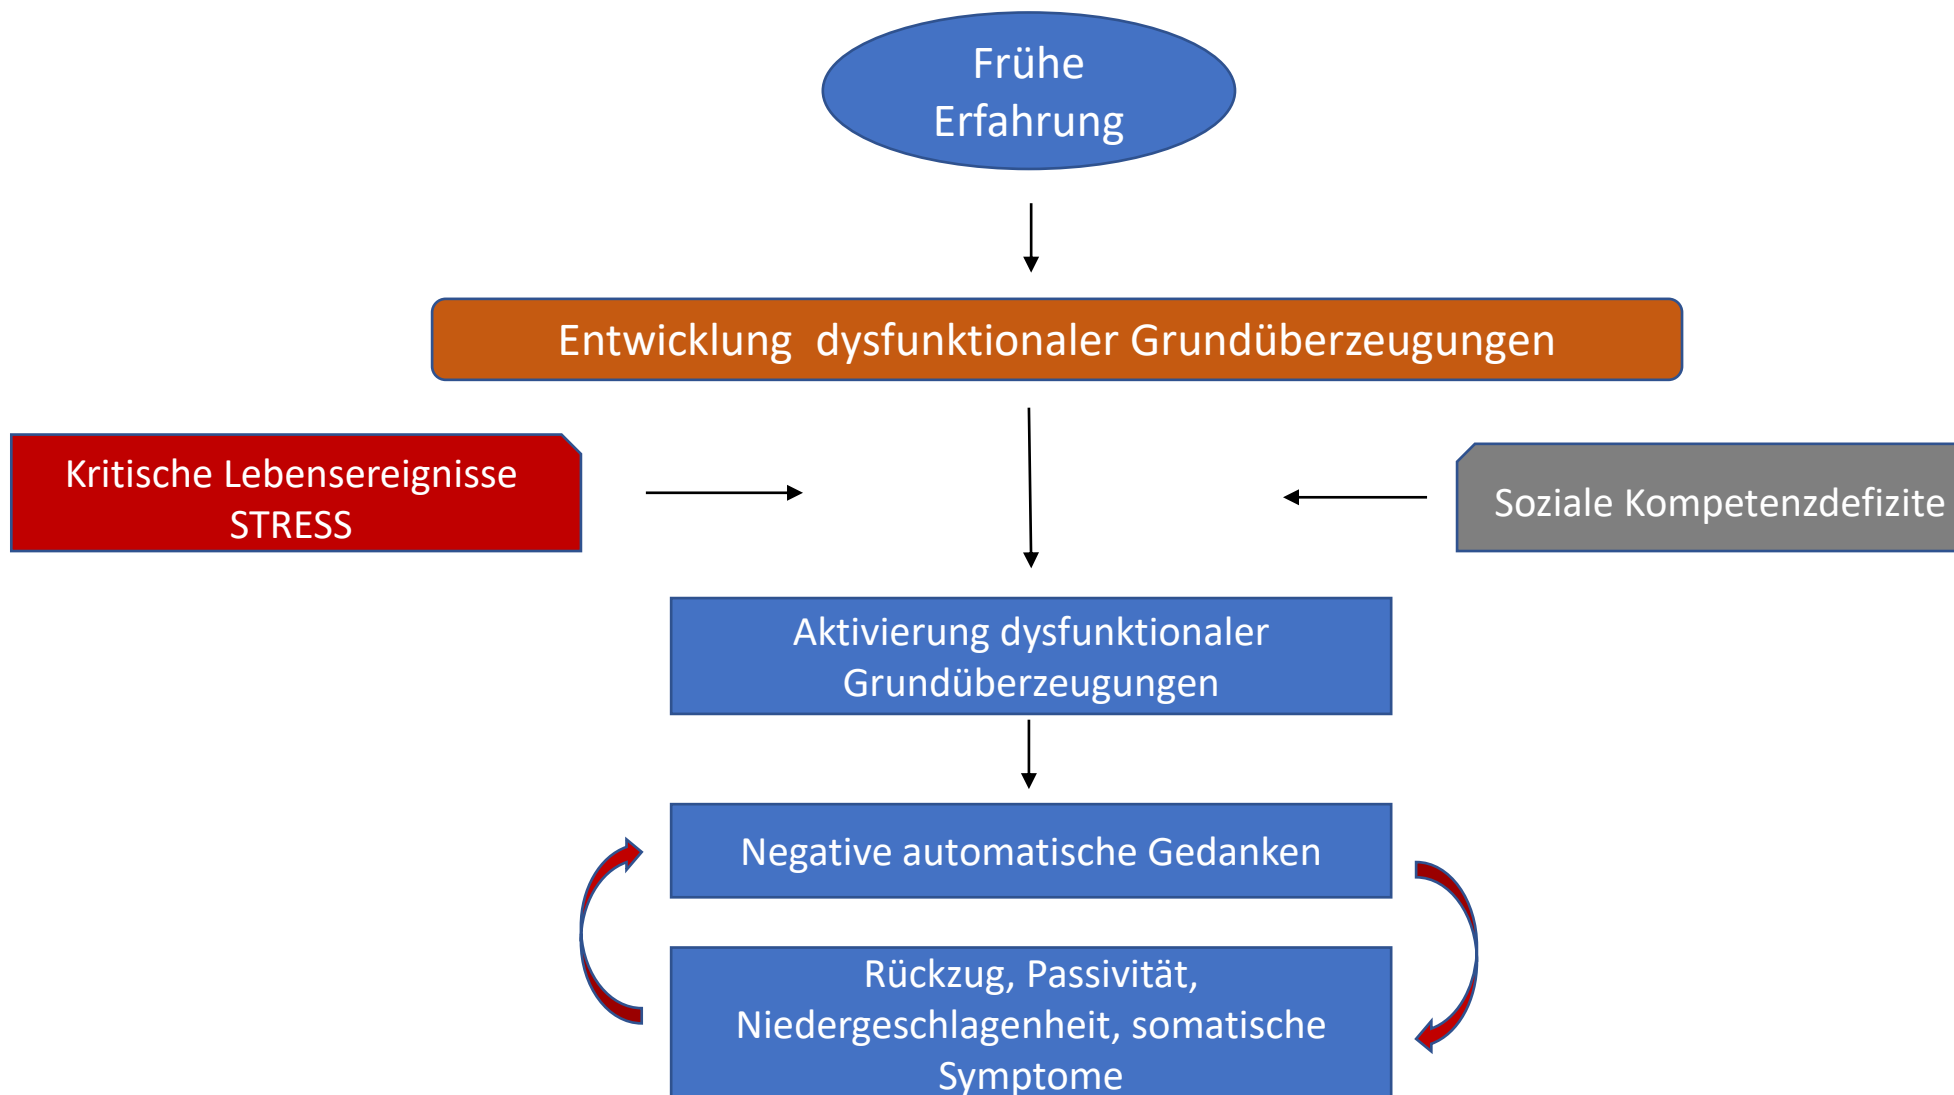 Frühe
Erfahrung
Entwicklung  dysfunktionaler Grundüberzeugungen
Kritische Lebensereignisse
STRESS
Soziale Kompetenzdefizite
Aktivierung dysfunktionaler
Grundüberzeugungen
Negative automatische Gedanken
Rückzug, Passivität,
Niedergeschlagenheit, somatische
Symptome